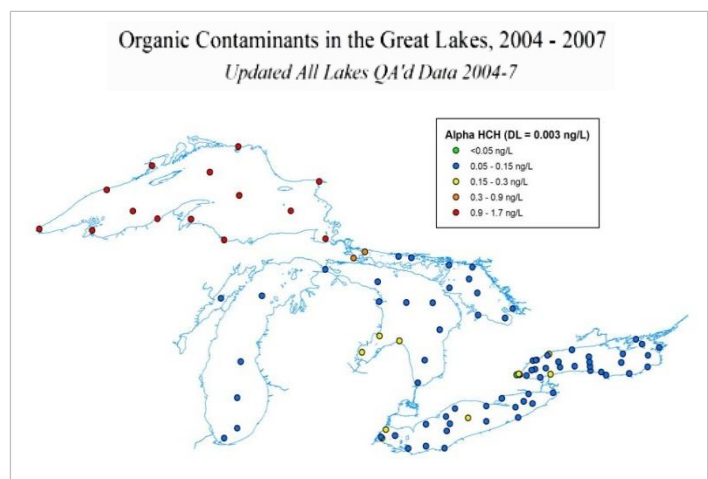 Organic Contaminants in the Great Lakes, 2004 - 2007
Updated All Lakes QA'd Data 2004-7
Alpha HCH (DL = 0.003 ng/L)
<0.05 ng/L
0.05 - 0.15 ng/L
0.15 - 0.3 ng/L
0.3 - 0.9 ng/L
0.9 - 1.7 ng/L